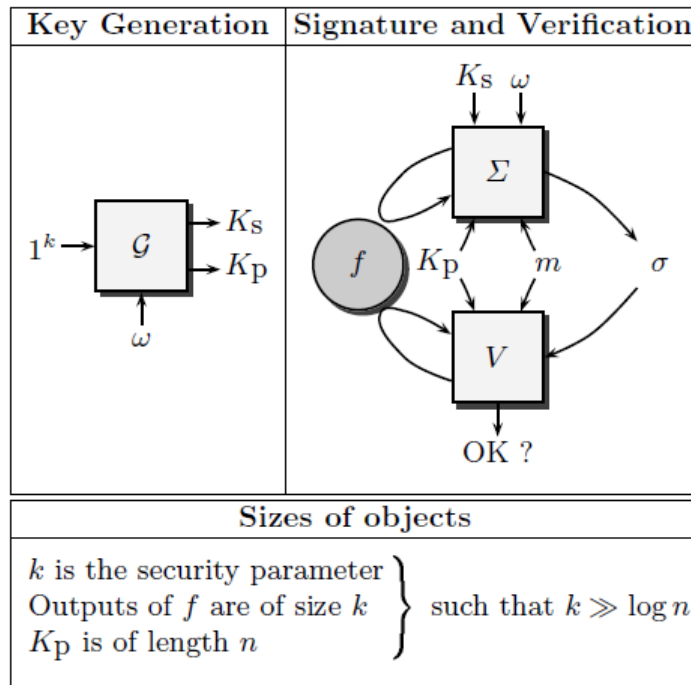 Key Generation
Signature and Verification
1^k
𝒢
K_s
K_p
ω
K_s ω
Σ
f
K_p m
σ
V
OK ?
Sizes of objects
k is the security parameter
Outputs of f are of size k
K_p is of length n
such that k ≫ log n